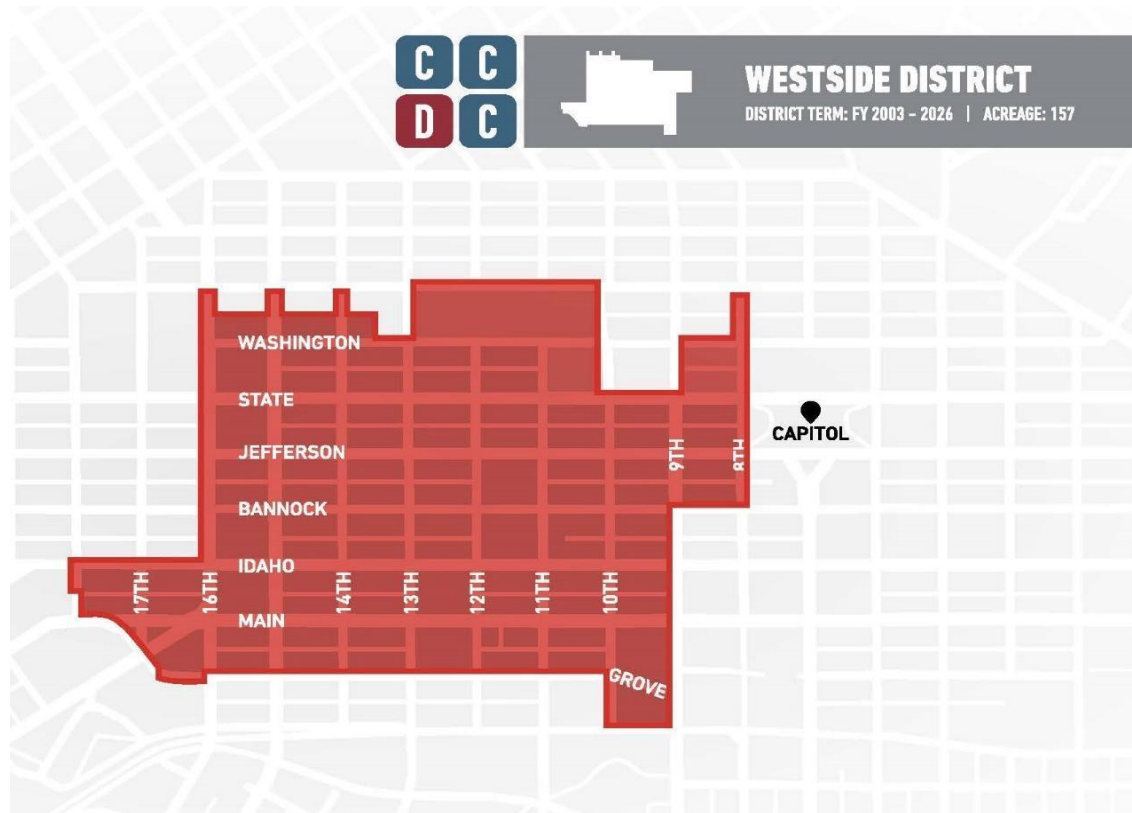 C C
D C
WESTSIDE DISTRICT
DISTRICT TERM: FY 2003 – 2026 | ACREAGE: 157
WASHINGTON
STATE
CAPITOL
JEFFERSON
9TH
8TH
BANNOCK
IDAHO
17TH
16TH
14TH
13TH
12TH
11TH
10TH
MAIN
GROVE